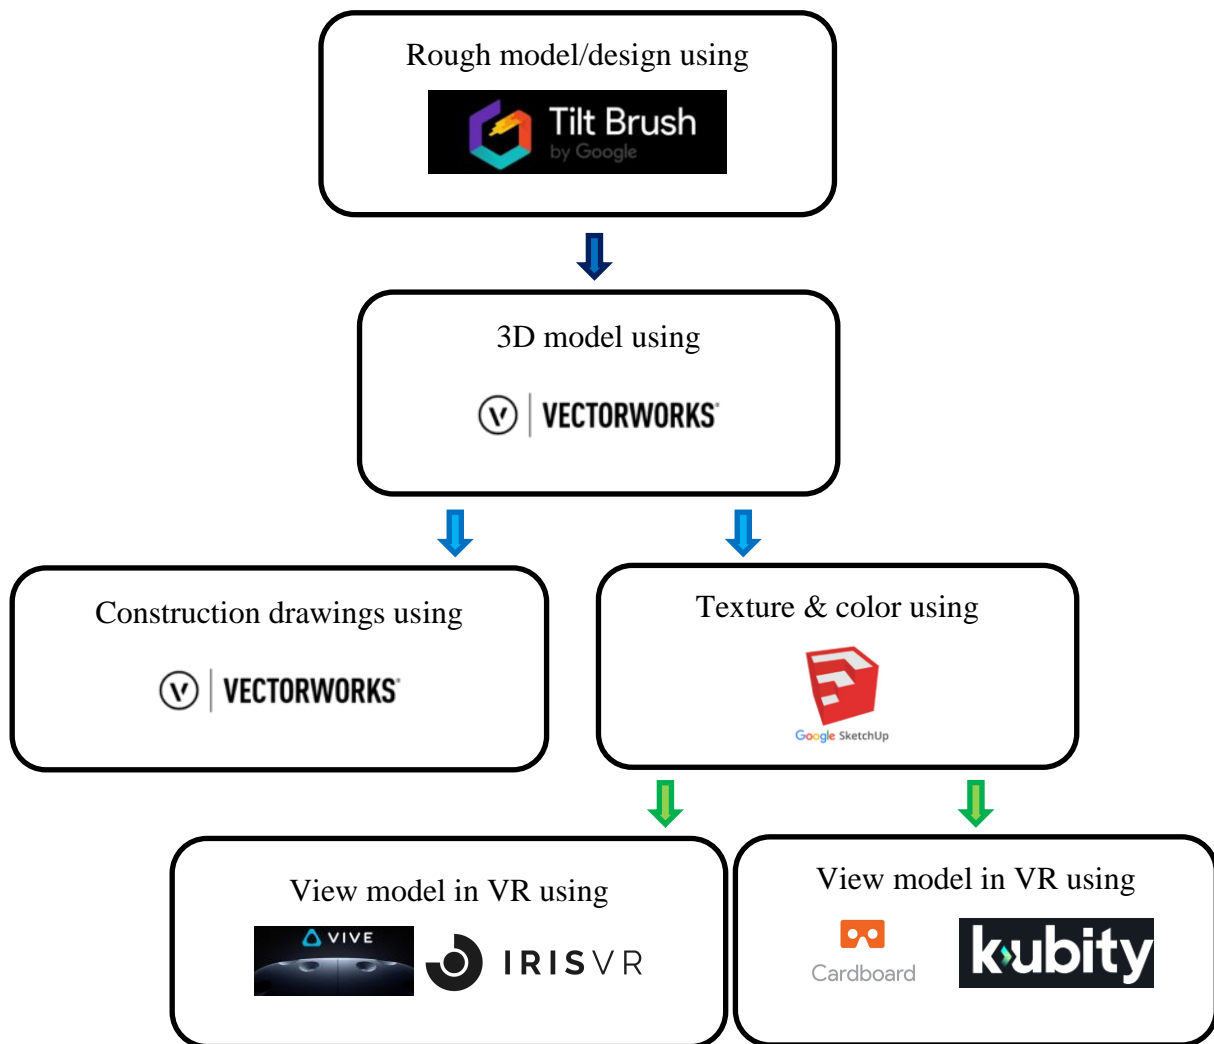 Rough model/design using
Tilt Brush
by Google
3D model using
V VECTORWORKS
Construction drawings using
V VECTORWORKS
Texture & color using
Google SketchUp
View model in VR using
VIVE
IRISVR
View model in VR using
Cardboard
kubity